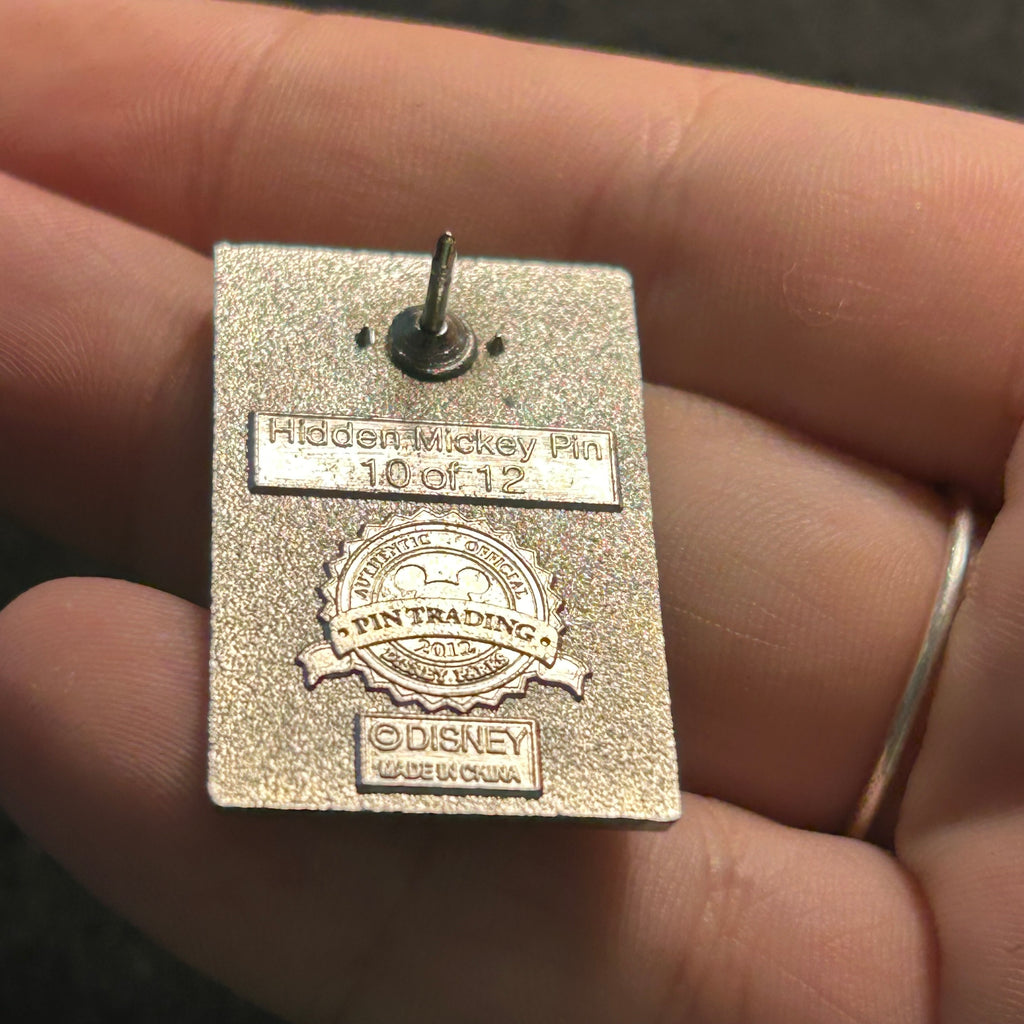 Hidden Mickey Pin
10 of 12
AUTHENTIC OFFICIAL
PIN TRADING
2012
DISNEY PARKS
©DISNEY
MADE IN CHINA